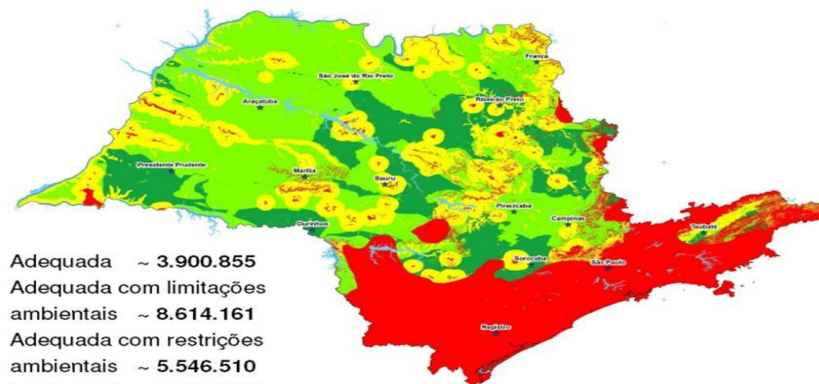 Franca
São José do Rio Preto
Araçatuba
Ribeirão Preto
Presidente Prudente
Marília
Bauru
Piracicaba
Campinas
Ourinhos
Taubaté
Sorocaba
São Paulo
Registro
Adequada ~ 3.900.855
Adequada com limitações
ambientais ~ 8.614.161
Adequada com restrições
ambientais ~ 5.546.510